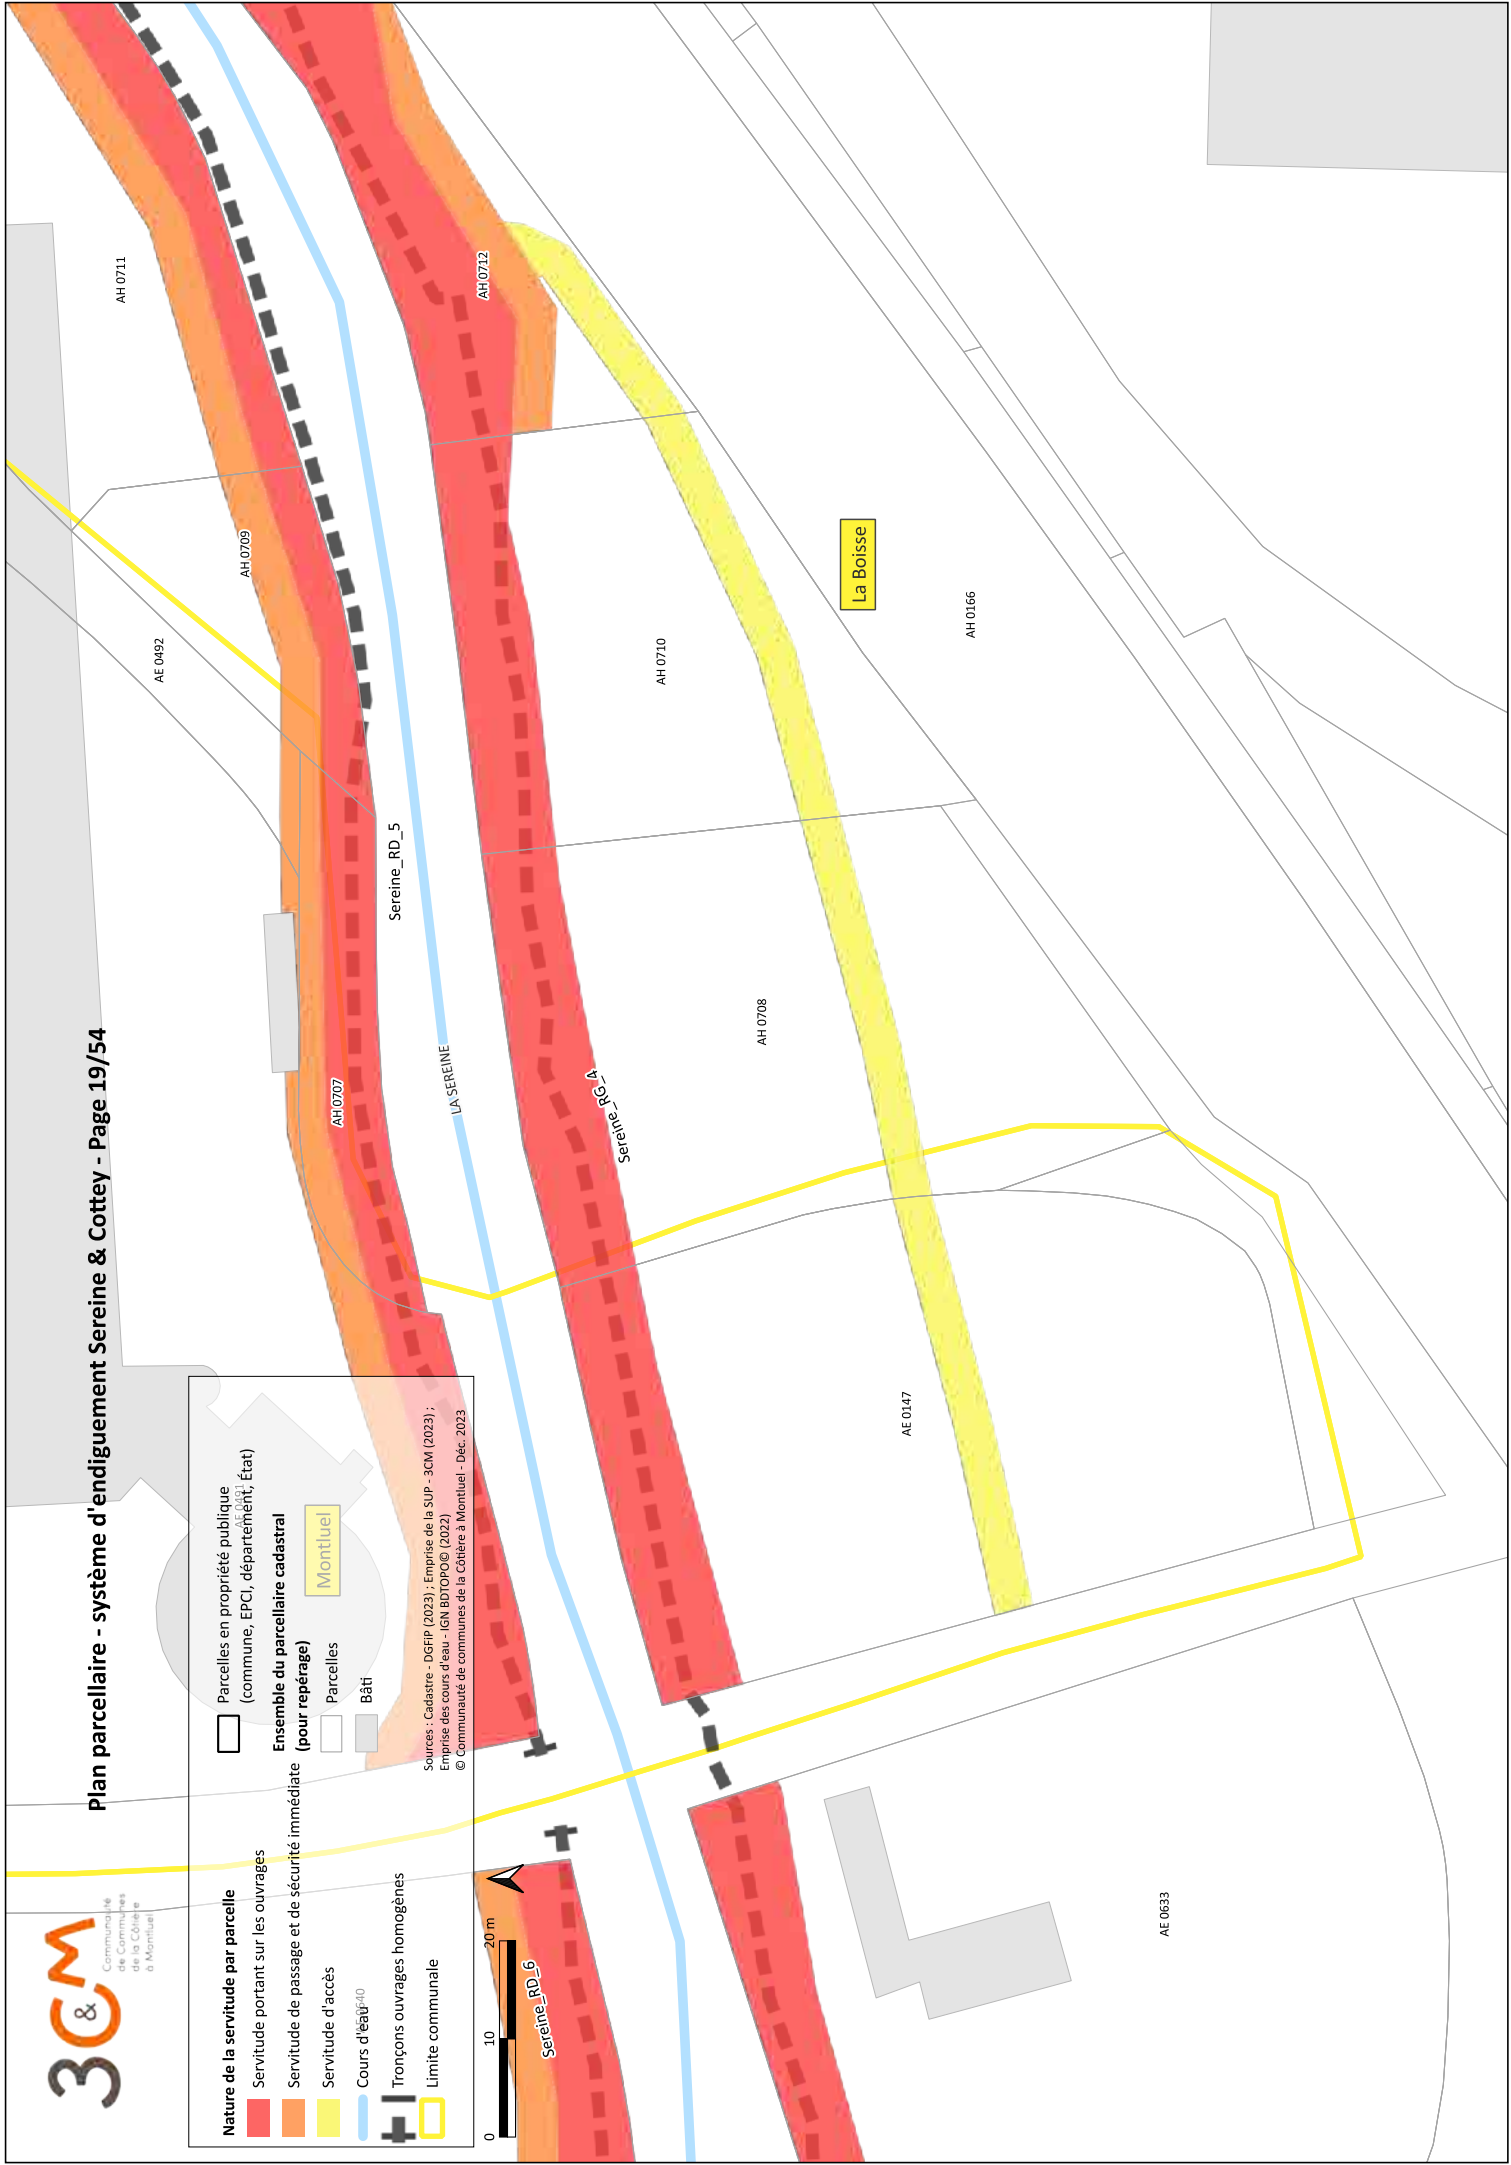 Plan parcellaire - système d'endiguement Sereine & Cottey - Page 19/54
3C&M
Communauté
de Communes
de la Côtière
à Montluel
Nature de la servitude par parcelle
Servitude portant sur les ouvrages
Servitude de passage et de sécurité immédiate
Servitude d'accès
Cours d'eau
Tronçons ouvrages homogènes
Limite communale
Parcelles en propriété publique
(commune, EPCI, département, État)
Ensemble du parcellaire cadastral
(pour repérage)
Parcelles
Bâti
Sources : Cadastre - DGFIP (2023) ; Emprise de la SUP - 3CM (2023) ;
Emprise des cours d'eau - IGN BDTOPO© (2022)
© Communauté de communes de la Côtière à Montluel - Déc. 2023
0 10 20 m
Montluel
AE 0491
Sereine_RD_6
AE 0633
AE 0147
AH 0707
LA SEREINE
Sereine_RG_4
AH 0708
Sereine_RD_5
AE 0492
AH 0709
AH 0710
La Boisse
AH 0166
AH 0711
AH 0712